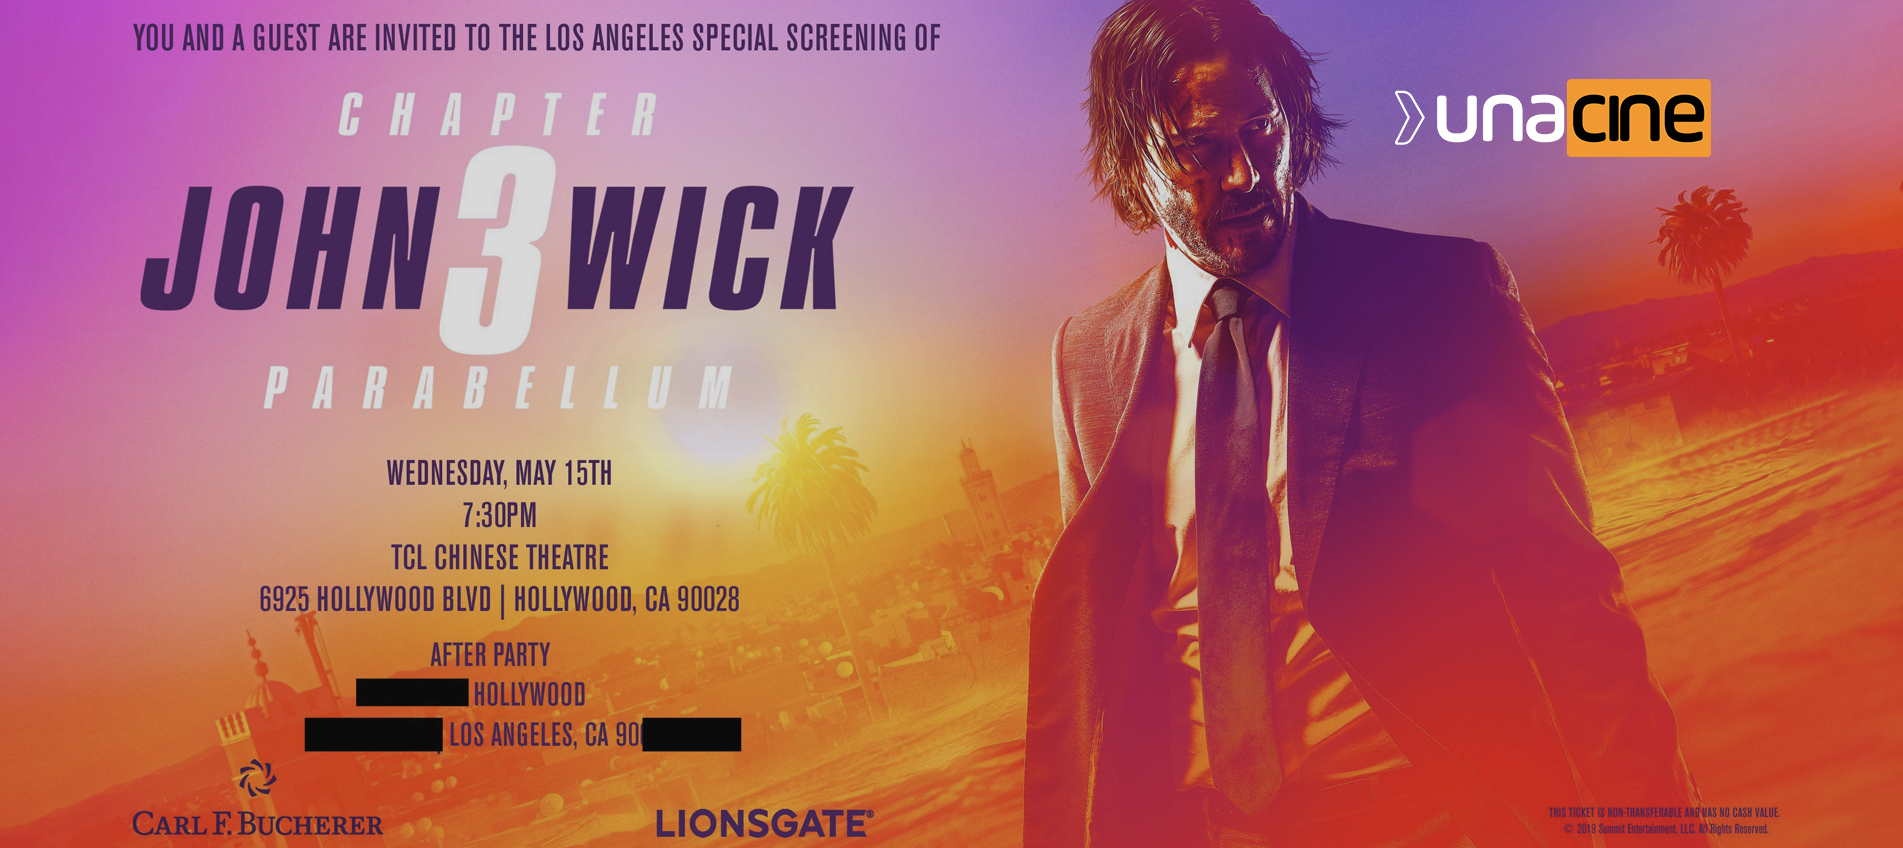 YOU AND A GUEST ARE INVITED TO THE LOS ANGELES SPECIAL SCREENING OF
CHAPTER
JOHN 3 WICK
PARABELLUM
WEDNESDAY, MAY 15TH
7:30PM
TCL CHINESE THEATRE
6925 HOLLYWOOD BLVD | HOLLYWOOD, CA 90028
AFTER PARTY
HOLLYWOOD
LOS ANGELES, CA 90
CARL F. BUCHERER
LIONSGATE®
unacine
THIS TICKET IS NON-TRANSFERABLE AND HAS NO CASH VALUE.
© 2019 Summit Entertainment, LLC. All Rights Reserved.